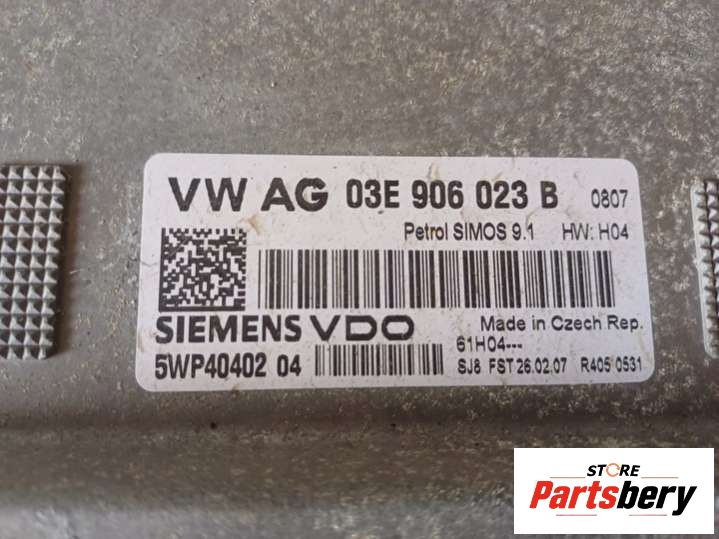 VW AG 03E 906 023 B 0807
Petrol SIMOS 9.1 HW: H04
SIEMENS VDO Made in Czech Rep.
61H04---
5WP40402 04 SJ8 FST 26.02.07 R405 0531
STORE
Partsbery